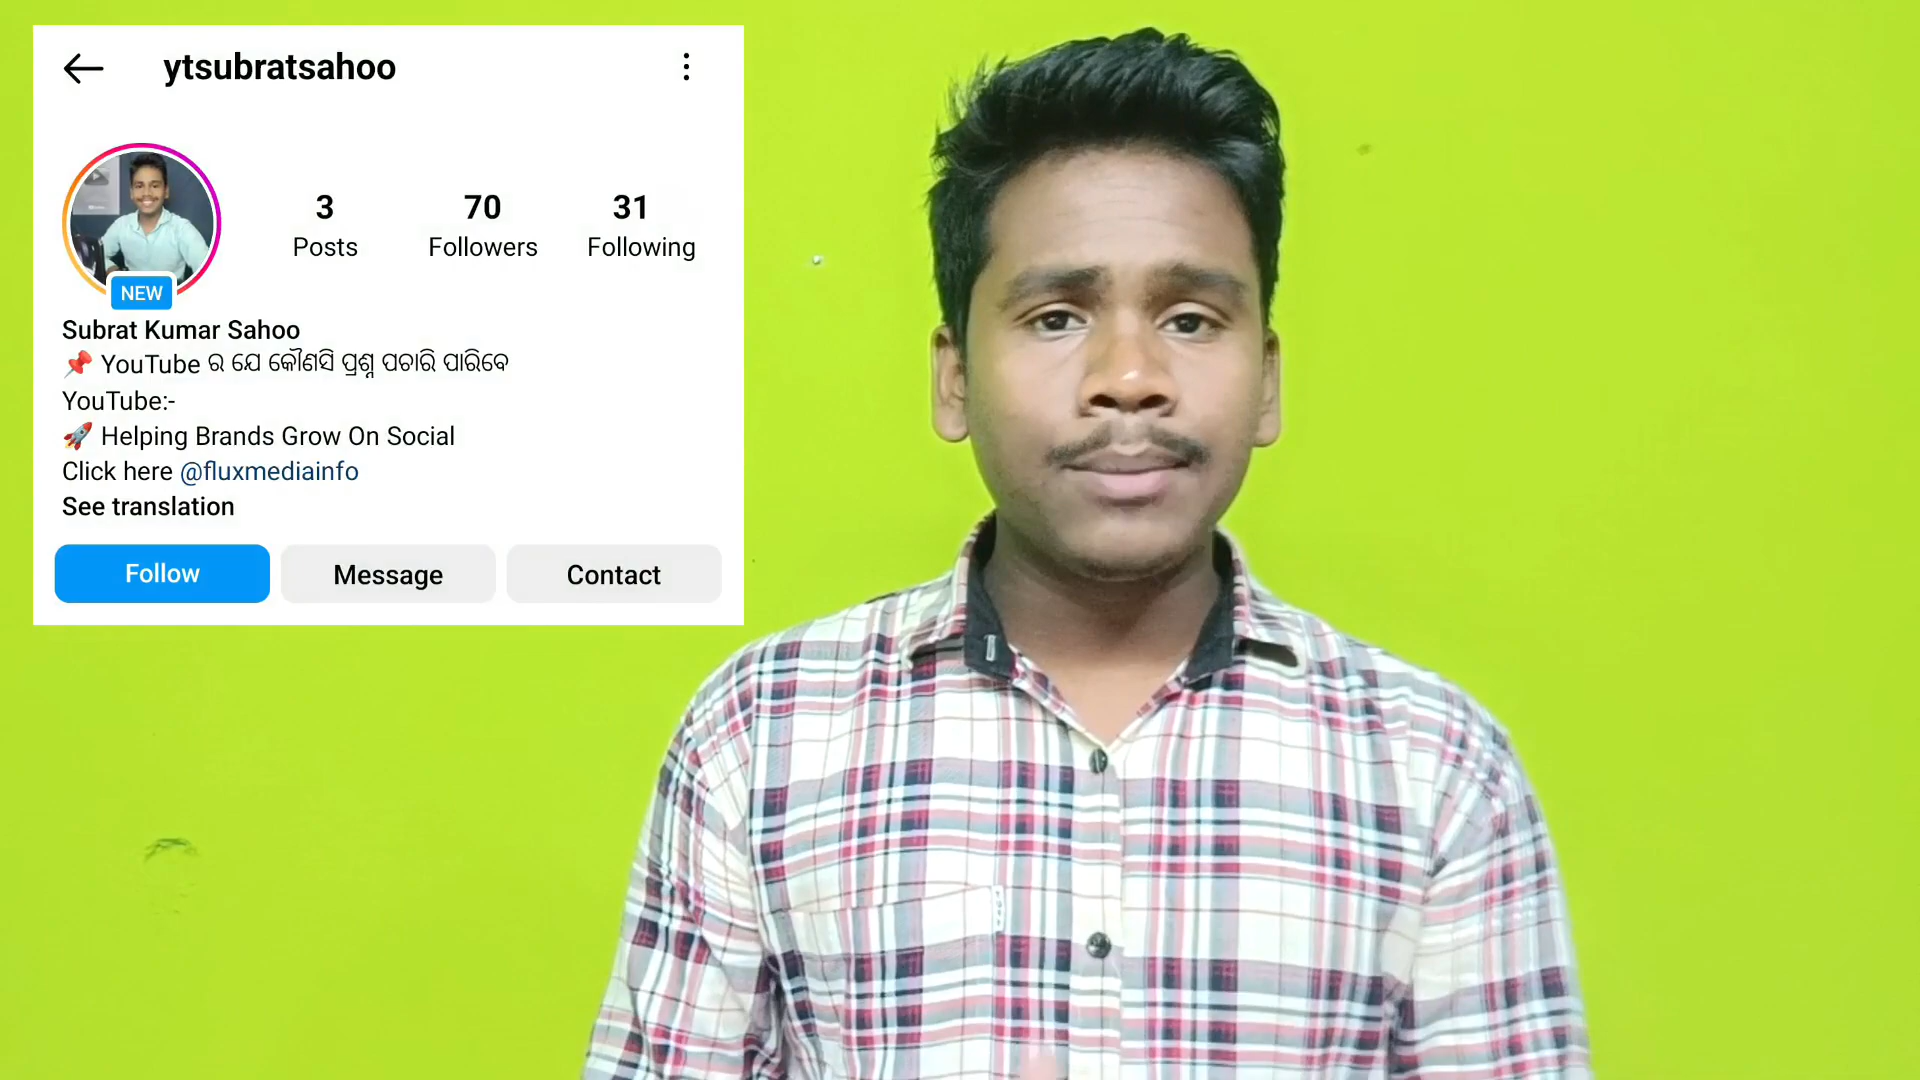 ytsubratsahoo
3 70 31
Posts Followers Following
NEW
Subrat Kumar Sahoo
📌 YouTube ର ଯେ କୌଣସି ପ୍ରଶ୍ନ ପଚାରି ପାରିବେ
YouTube:-
🚀 Helping Brands Grow On Social
Click here @fluxmediainfo
See translation
Follow Message Contact